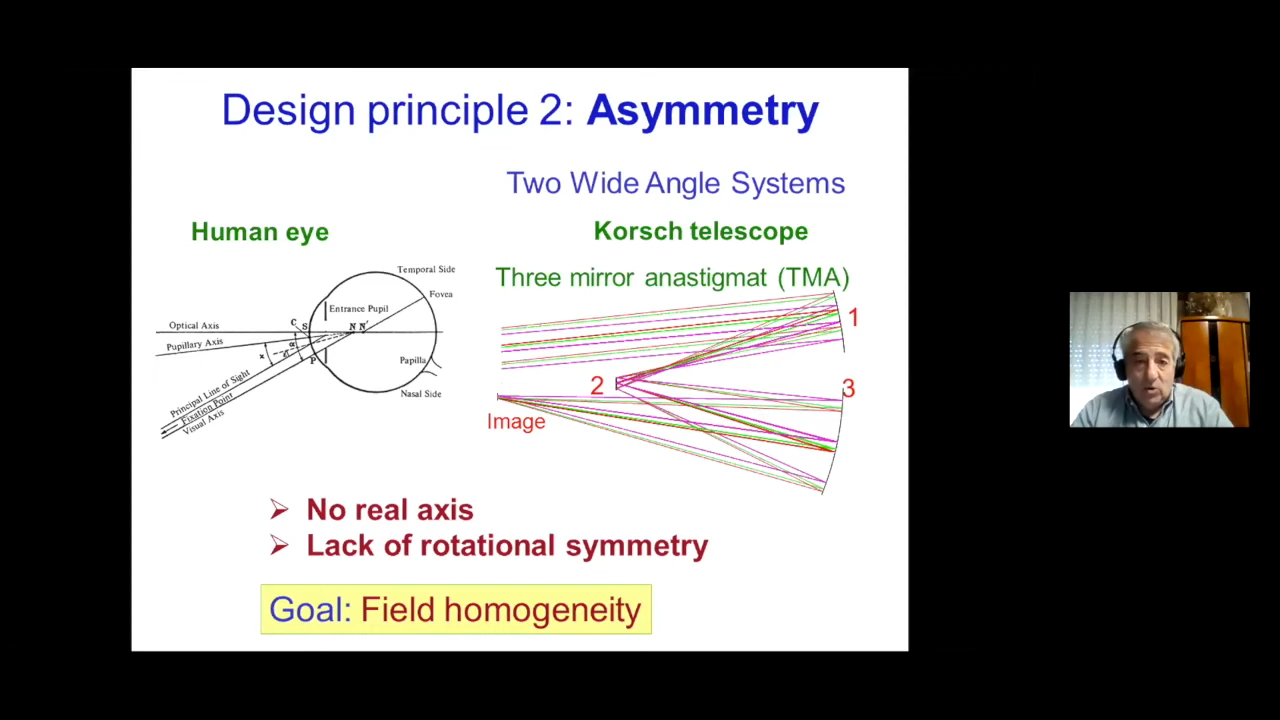 Design principle 2: Asymmetry
Two Wide Angle Systems
Human eye
Korsch telescope
Three mirror anastigmat (TMA)
Temporal Side
Fovea
Entrance Pupil
Optical Axis
C
S
N N'
Pupillary Axis
α
P
Papilla
Principal Line of Sight
Fixation Point
Visual Axis
Nasal Side
1
2
3
Image
➢ No real axis
➢ Lack of rotational symmetry
Goal: Field homogeneity